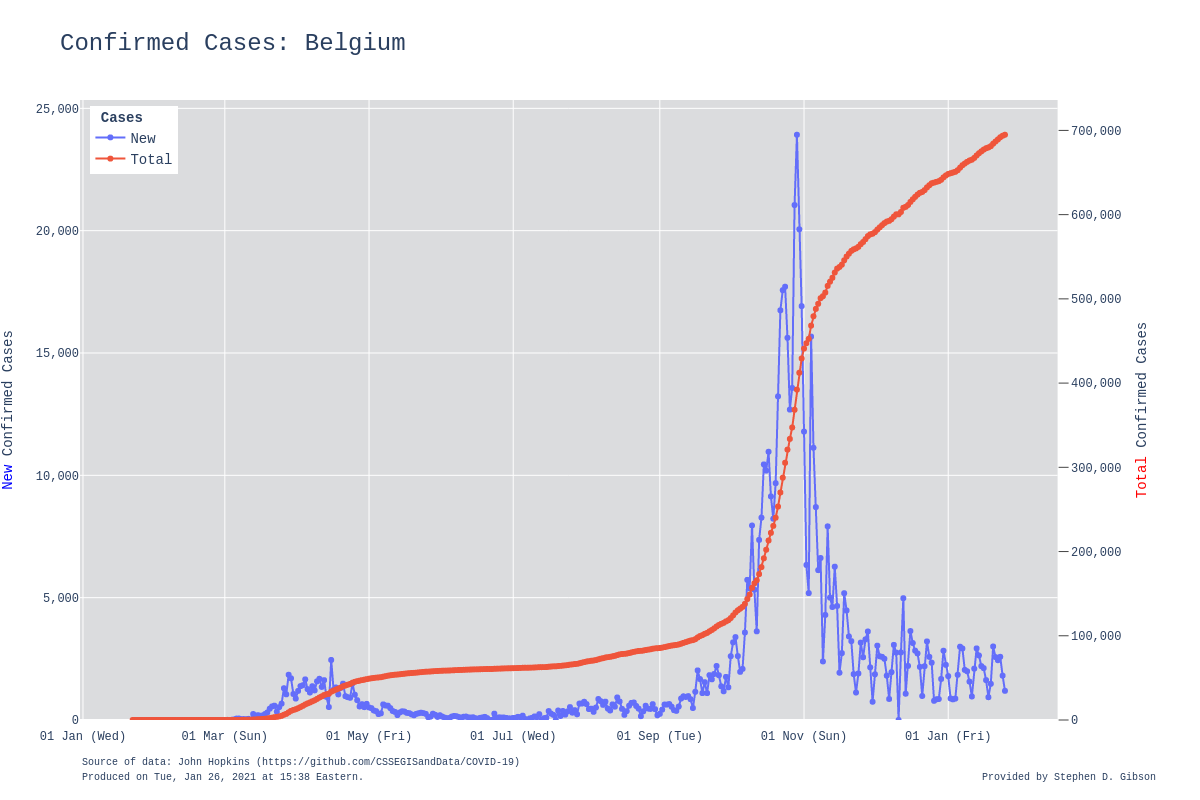 Confirmed Cases: Belgium
Cases
New
Total
25,000
20,000
15,000
10,000
5,000
0
New Confirmed Cases
700,000
600,000
500,000
400,000
300,000
200,000
100,000
0
Total Confirmed Cases
01 Jan (Wed)
01 Mar (Sun)
01 May (Fri)
01 Jul (Wed)
01 Sep (Tue)
01 Nov (Sun)
01 Jan (Fri)
Source of data: John Hopkins (https://github.com/CSSEGISandData/COVID-19)
Produced on Tue, Jan 26, 2021 at 15:38 Eastern.
Provided by Stephen D. Gibson